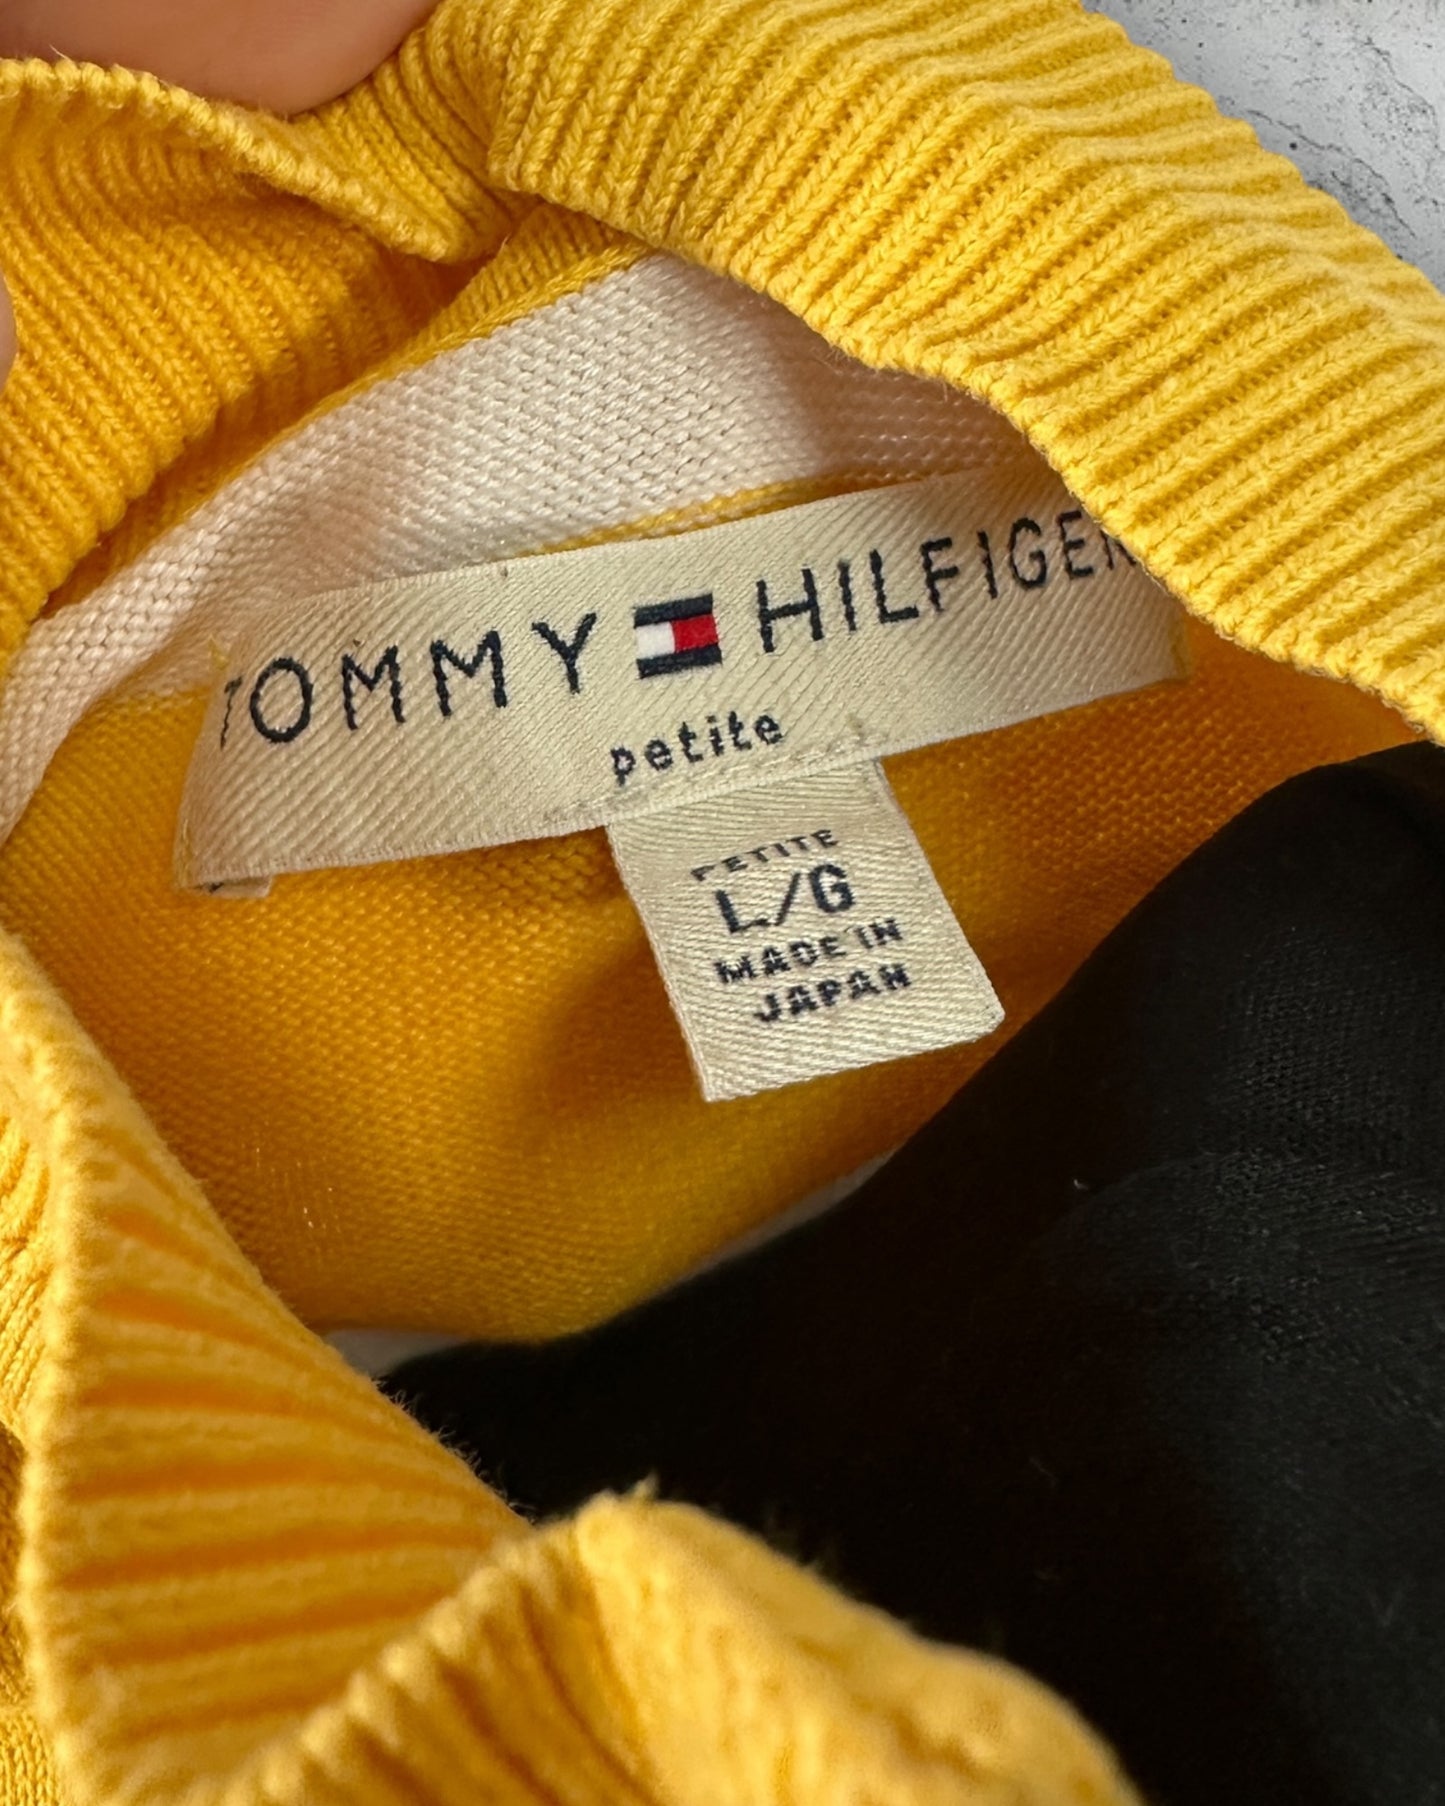 TOMMY HILFIGER
petite
PETITE
L/G
MADE IN
JAPAN